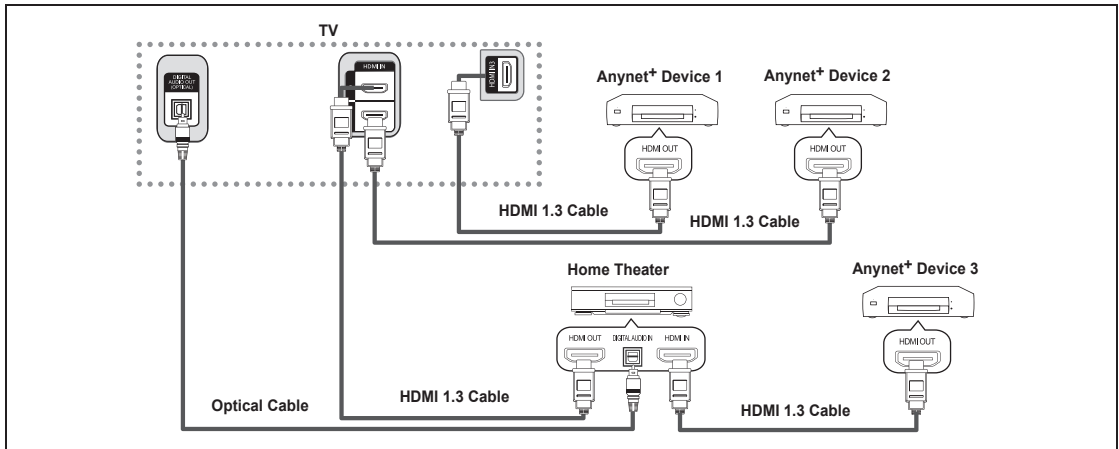 TV
DIGITAL
AUDIO OUT
(OPTICAL)
HDMI IN
HDMI IN3
Anynet+ Device 1
Anynet+ Device 2
HDMI OUT
HDMI OUT
HDMI 1.3 Cable
HDMI 1.3 Cable
Home Theater
Anynet+ Device 3
HDMI OUT
DIGITAL AUDIO IN
HDMI IN
HDMI OUT
Optical Cable
HDMI 1.3 Cable
HDMI 1.3 Cable